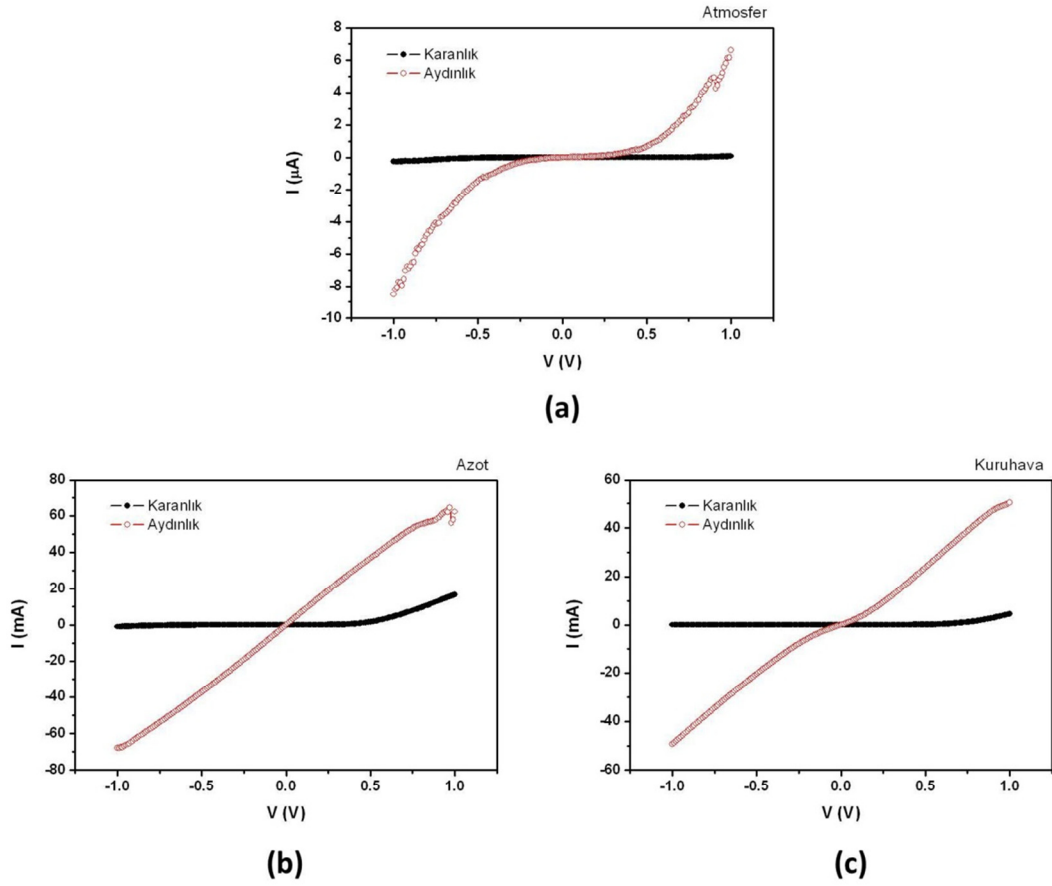 Atmosfer
Karanlık
Aydınlık
8
6
4
2
0
-2
-4
-6
-8
-10
I (μA)
-1.0 -0.5 0.0 0.5 1.0
V (V)
(a)
Azot
Karanlık
Aydınlık
80
60
40
20
0
-20
-40
-60
-80
I (mA)
-1.0 -0.5 0.0 0.5 1.0
V (V)
(b)
Kuruhava
Karanlık
Aydınlık
60
40
20
0
-20
-40
-60
I (mA)
-1.0 -0.5 0.0 0.5 1.0
V (V)
(c)